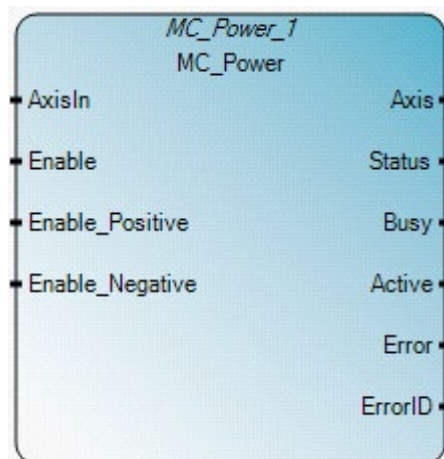 MC_Power_1
MC_Power
AxisIn Axis
Enable Status
Enable_Positive Busy
Enable_Negative Active
Error
ErrorID